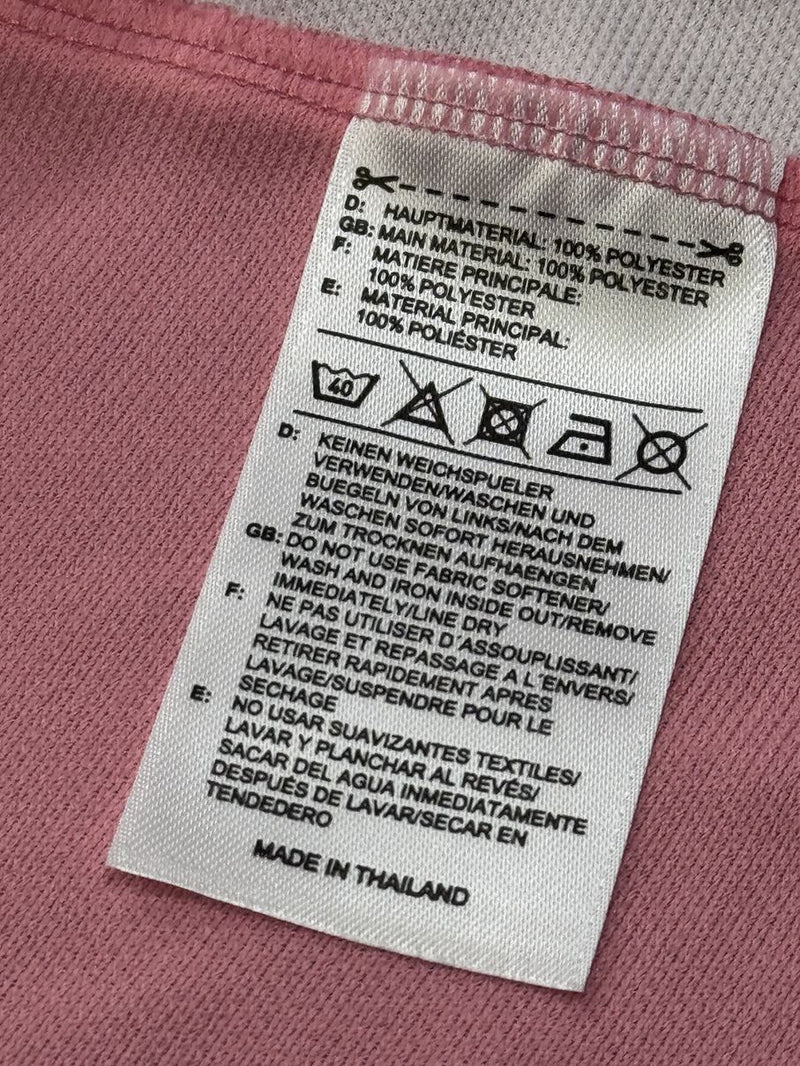 D: HAUPTMATERIAL: 100% POLYESTER
GB: MAIN MATERIAL: 100% POLYESTER
F: MATIERE PRINCIPALE:
100% POLYESTER
E: MATERIAL PRINCIPAL:
100% POLIÉSTER
40
D: KEINEN WEICHSPUELER
VERWENDEN/WASCHEN UND
BUEGELN VON LINKS/NACH DEM
WASCHEN SOFORT HERAUSNEHMEN/
ZUM TROCKNEN AUFHAENGEN
GB: DO NOT USE FABRIC SOFTENER/
WASH AND IRON INSIDE OUT/REMOVE
IMMEDIATELY/LINE DRY
F: NE PAS UTILISER D´ASSOUPLISSANT/
LAVAGE ET REPASSAGE A L´ENVERS/
RETIRER RAPIDEMENT APRES
LAVAGE/SUSPENDRE POUR LE
SECHAGE
E: NO USAR SUAVIZANTES TEXTILES/
LAVAR Y PLANCHAR AL REVÉS/
SACAR DEL AGUA INMEDIATAMENTE
DESPUÉS DE LAVAR/SECAR EN
TENDEDERO
MADE IN THAILAND